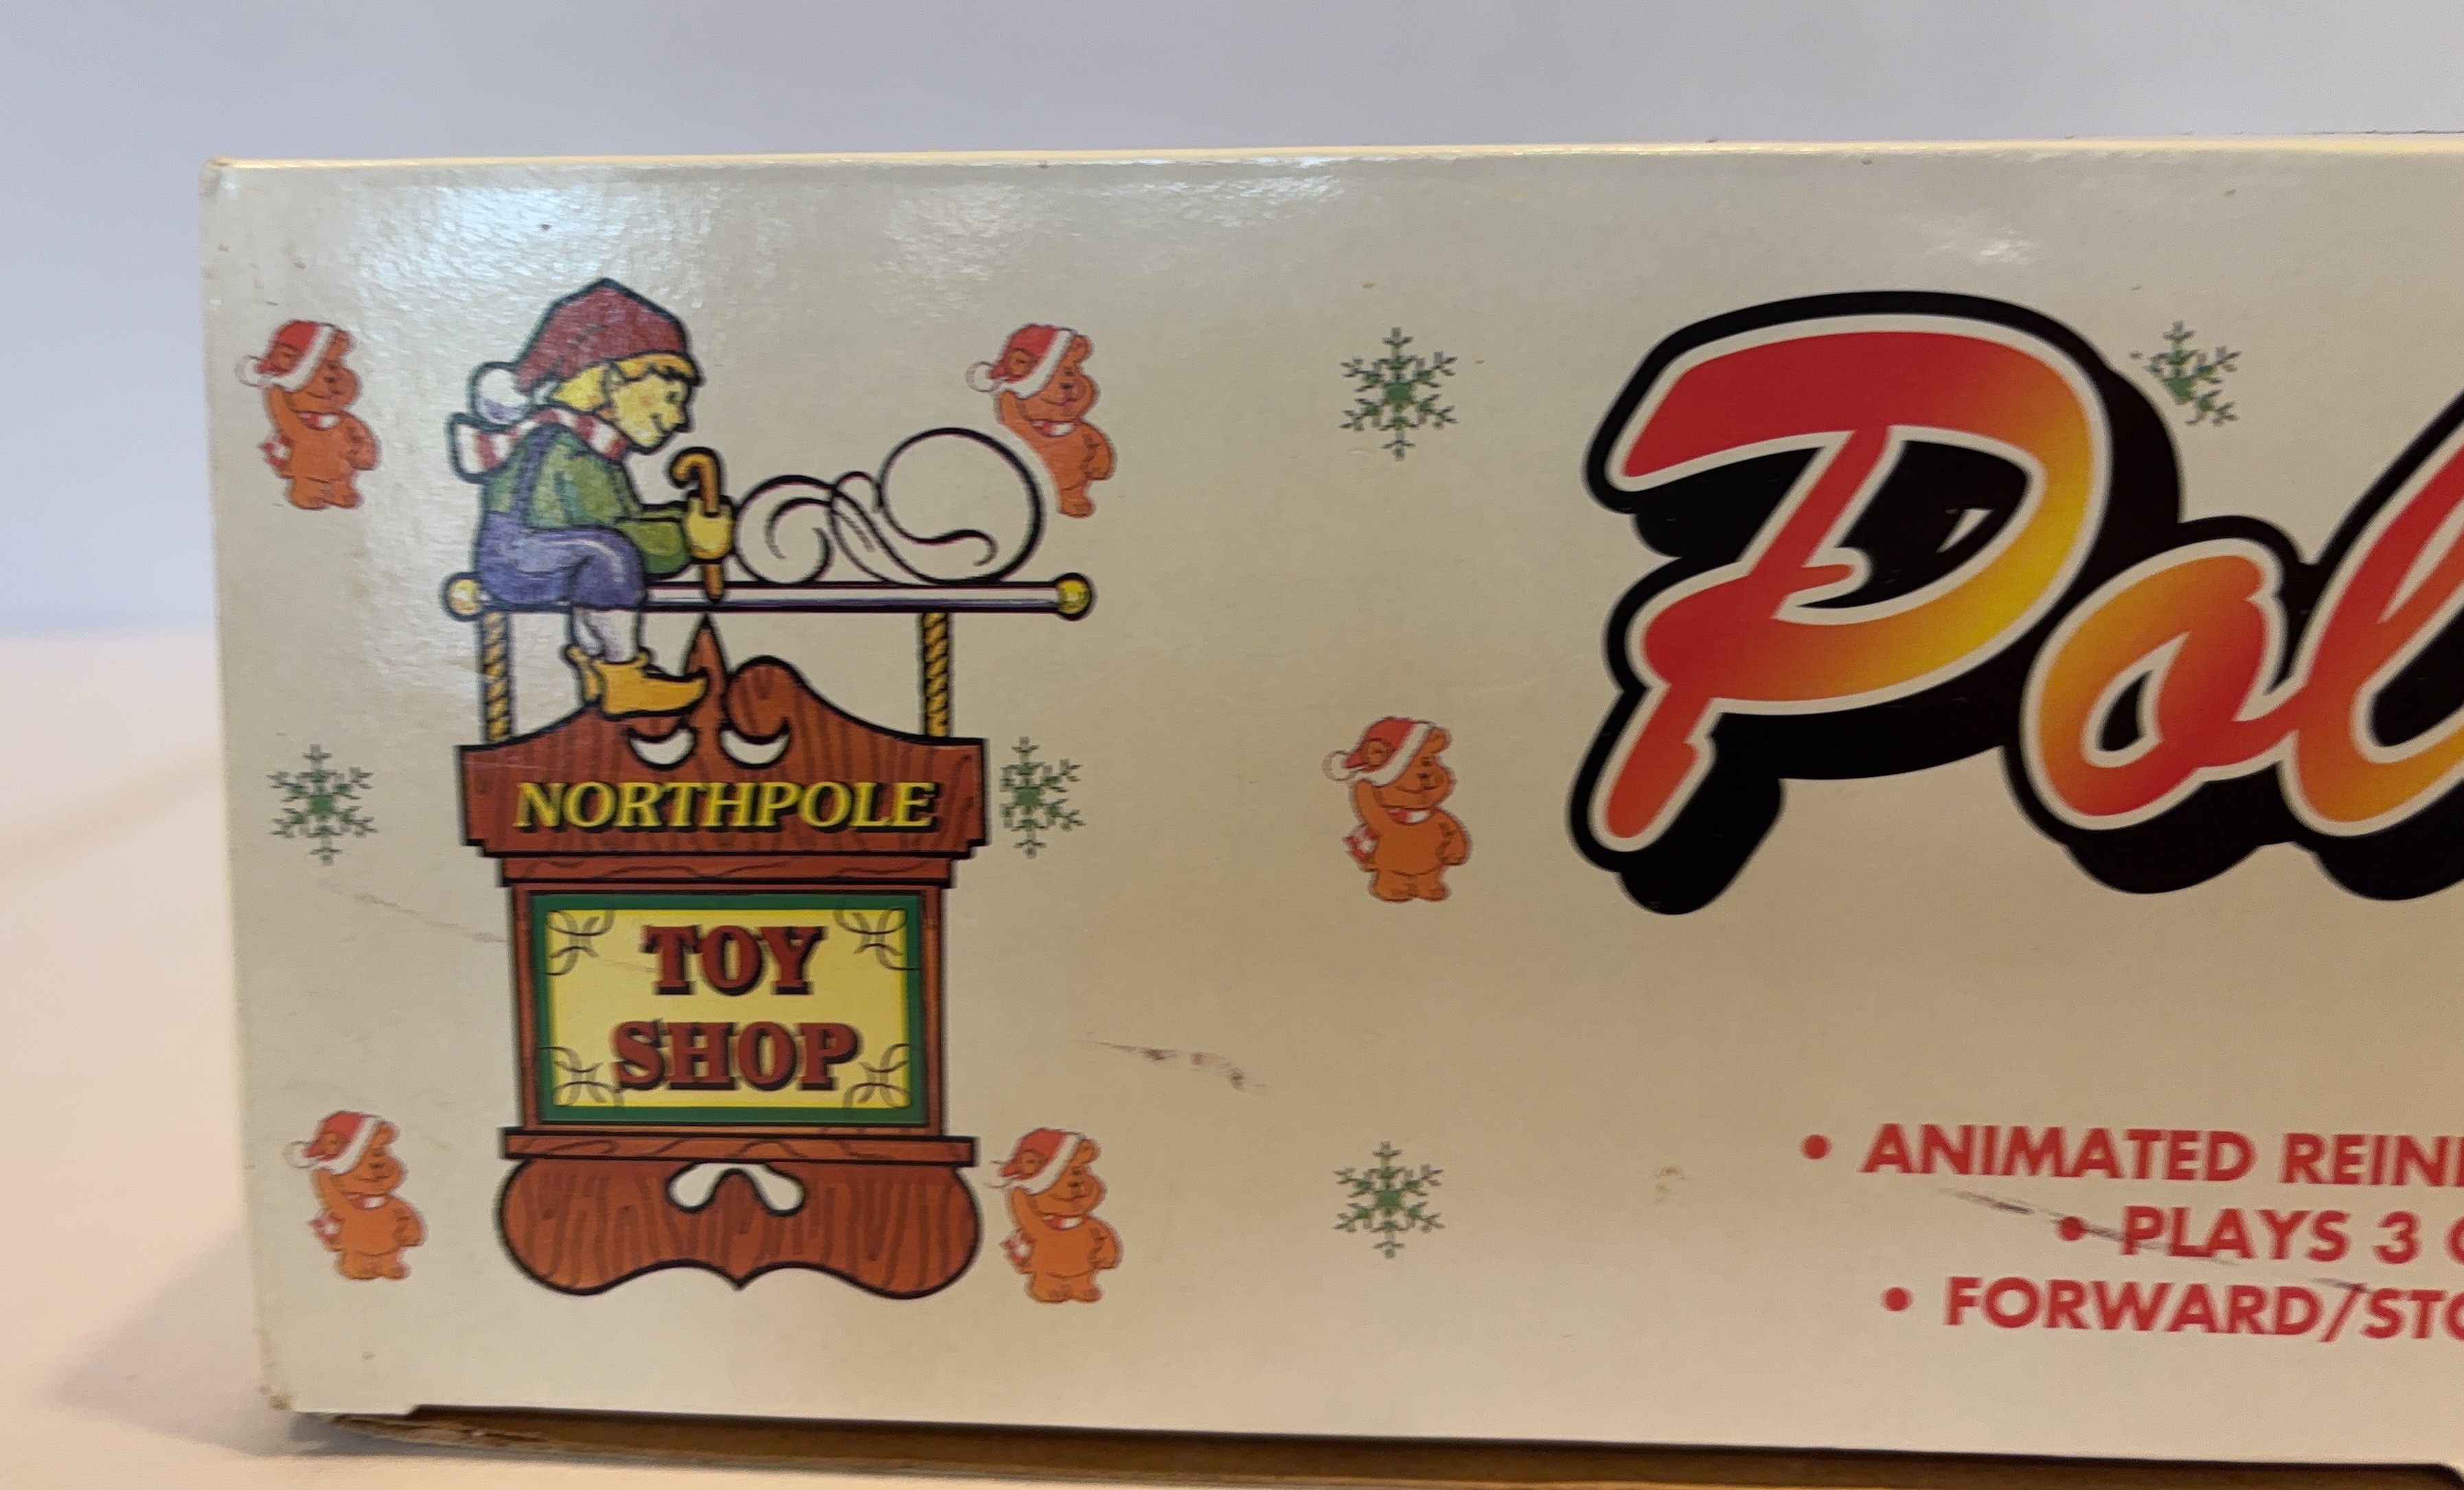 NORTHPOLE
TOY
SHOP
Pol
• ANIMATED REIN
• PLAYS 3
• FORWARD/STO